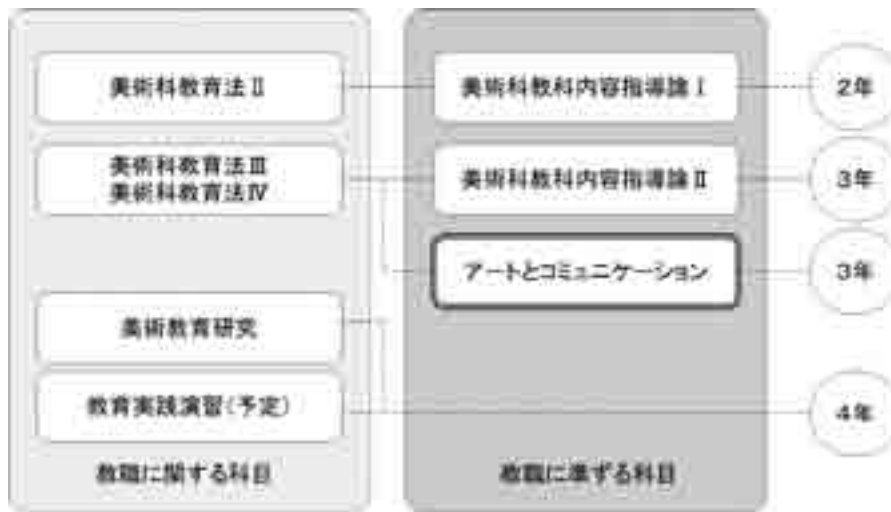 美術科教育法Ⅱ
美術科教科内容指導論Ⅰ
2年
美術科教育法Ⅲ
美術科教育法Ⅳ
美術科教科内容指導論Ⅱ
3年
アートとコミュニケーション
3年
美術教育研究
教育実践演習(予定)
4年
教職に関する科目
教職に準ずる科目